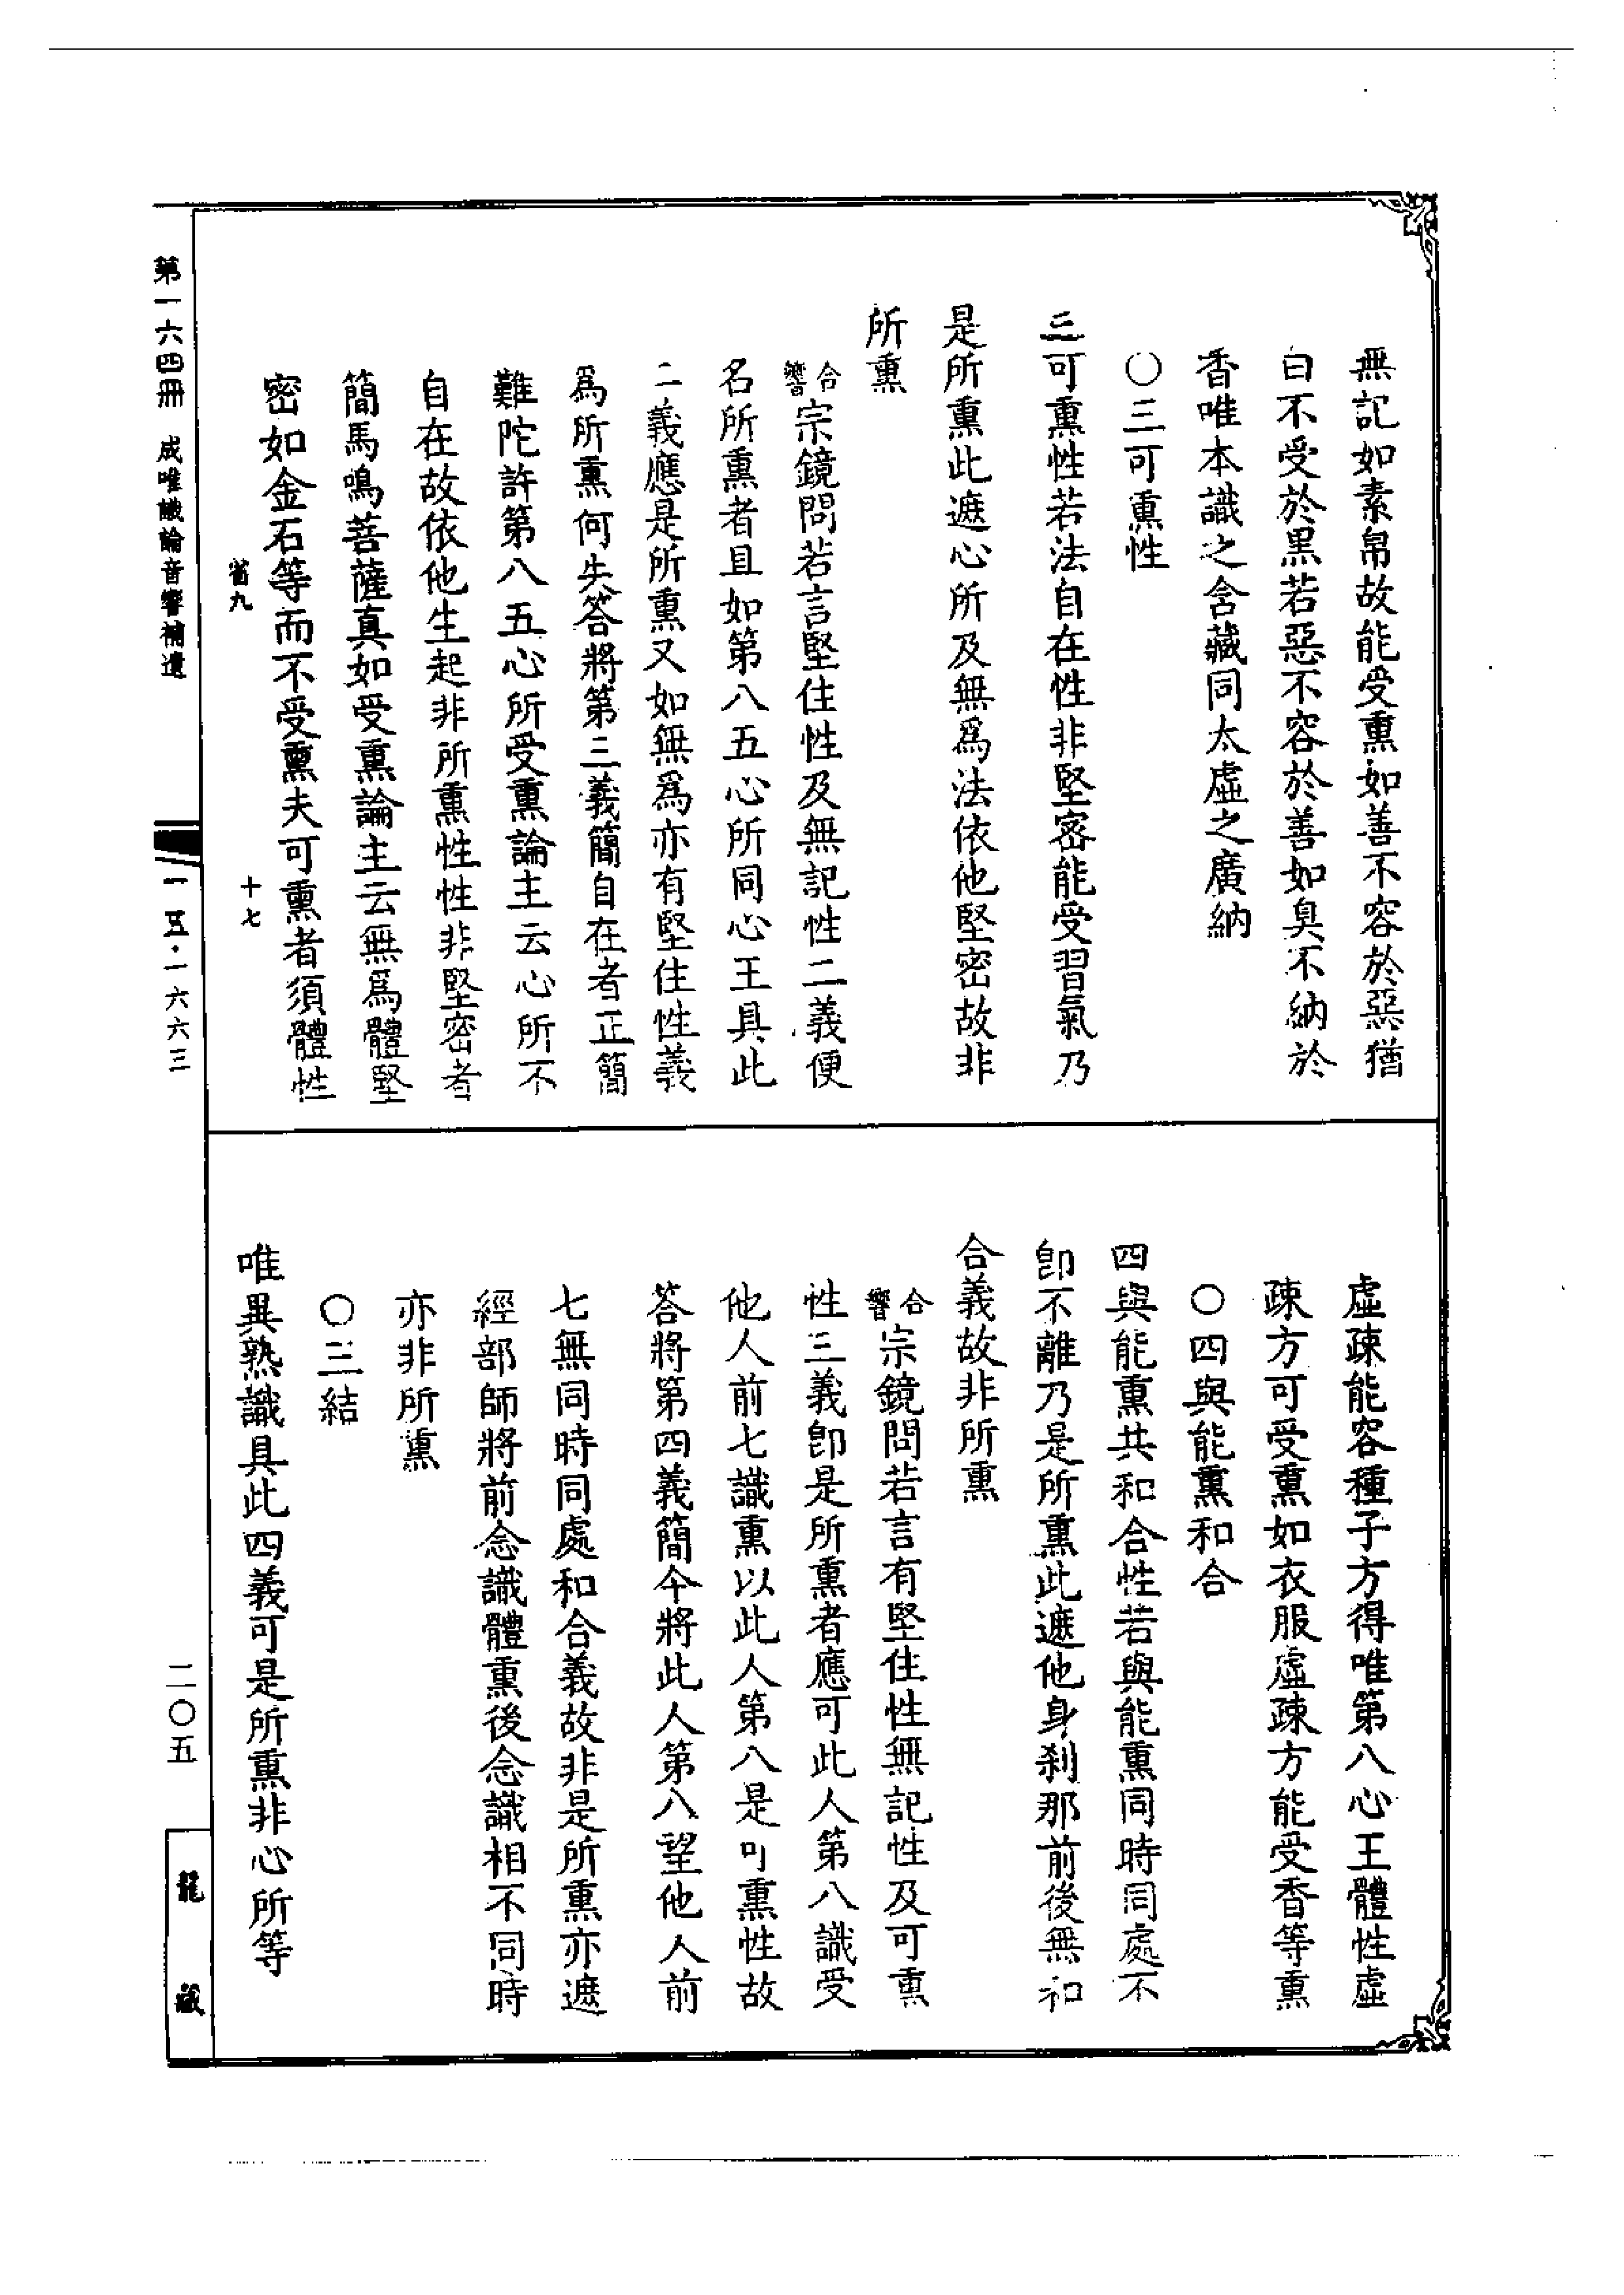 無記如素帛故能受熏如善不容於惡猶
白不受於黑若惡不容於善如臭不納於
香唯本識之含藏同太虛之廣納
〇三可熏性
三可熏性若法自在性非堅密能受習氣乃
是所熏此遮心所及無爲法依他堅密故非
所熏
合響宗鏡問若言堅住性及無記性二義便
名所熏者且如第八五心所同心王具此
二義應是所熏又如無爲亦有堅住性義
爲所熏何失答將第三義簡自在者正簡
難陀許第八五心所受熏論主云心所不
自在故依他生起非所熏性性非堅密者
簡馬鳴菩薩真如受熏論主云無爲體堅
密如金石等而不受熏夫可熏者須體性
十七
虛疎能容種子方得唯第八心王體性虛
疎方可受熏如衣服虛疎方能受香等熏
〇四與能熏和合
四與能熏共和合性若與能熏同時同處不
卽不離乃是所熏此遮他身刹那前後無和
合義故非所熏
合響宗鏡問若言有堅住性無記性及可熏
性三義卽是所熏者應可此人第八識受
他人前七識熏以此人第八是可熏性故
答將第四義簡今將此人第八望他人前
七無同時同處和合義故非是所熏亦遮
經部師將前念識體熏後念識相不同時
亦非所熏
〇三結
唯異熟識具此四義可是所熏非心所等
第一六四冊 成唯識論音響補遺
一五·一六六三
二〇五
龍藏